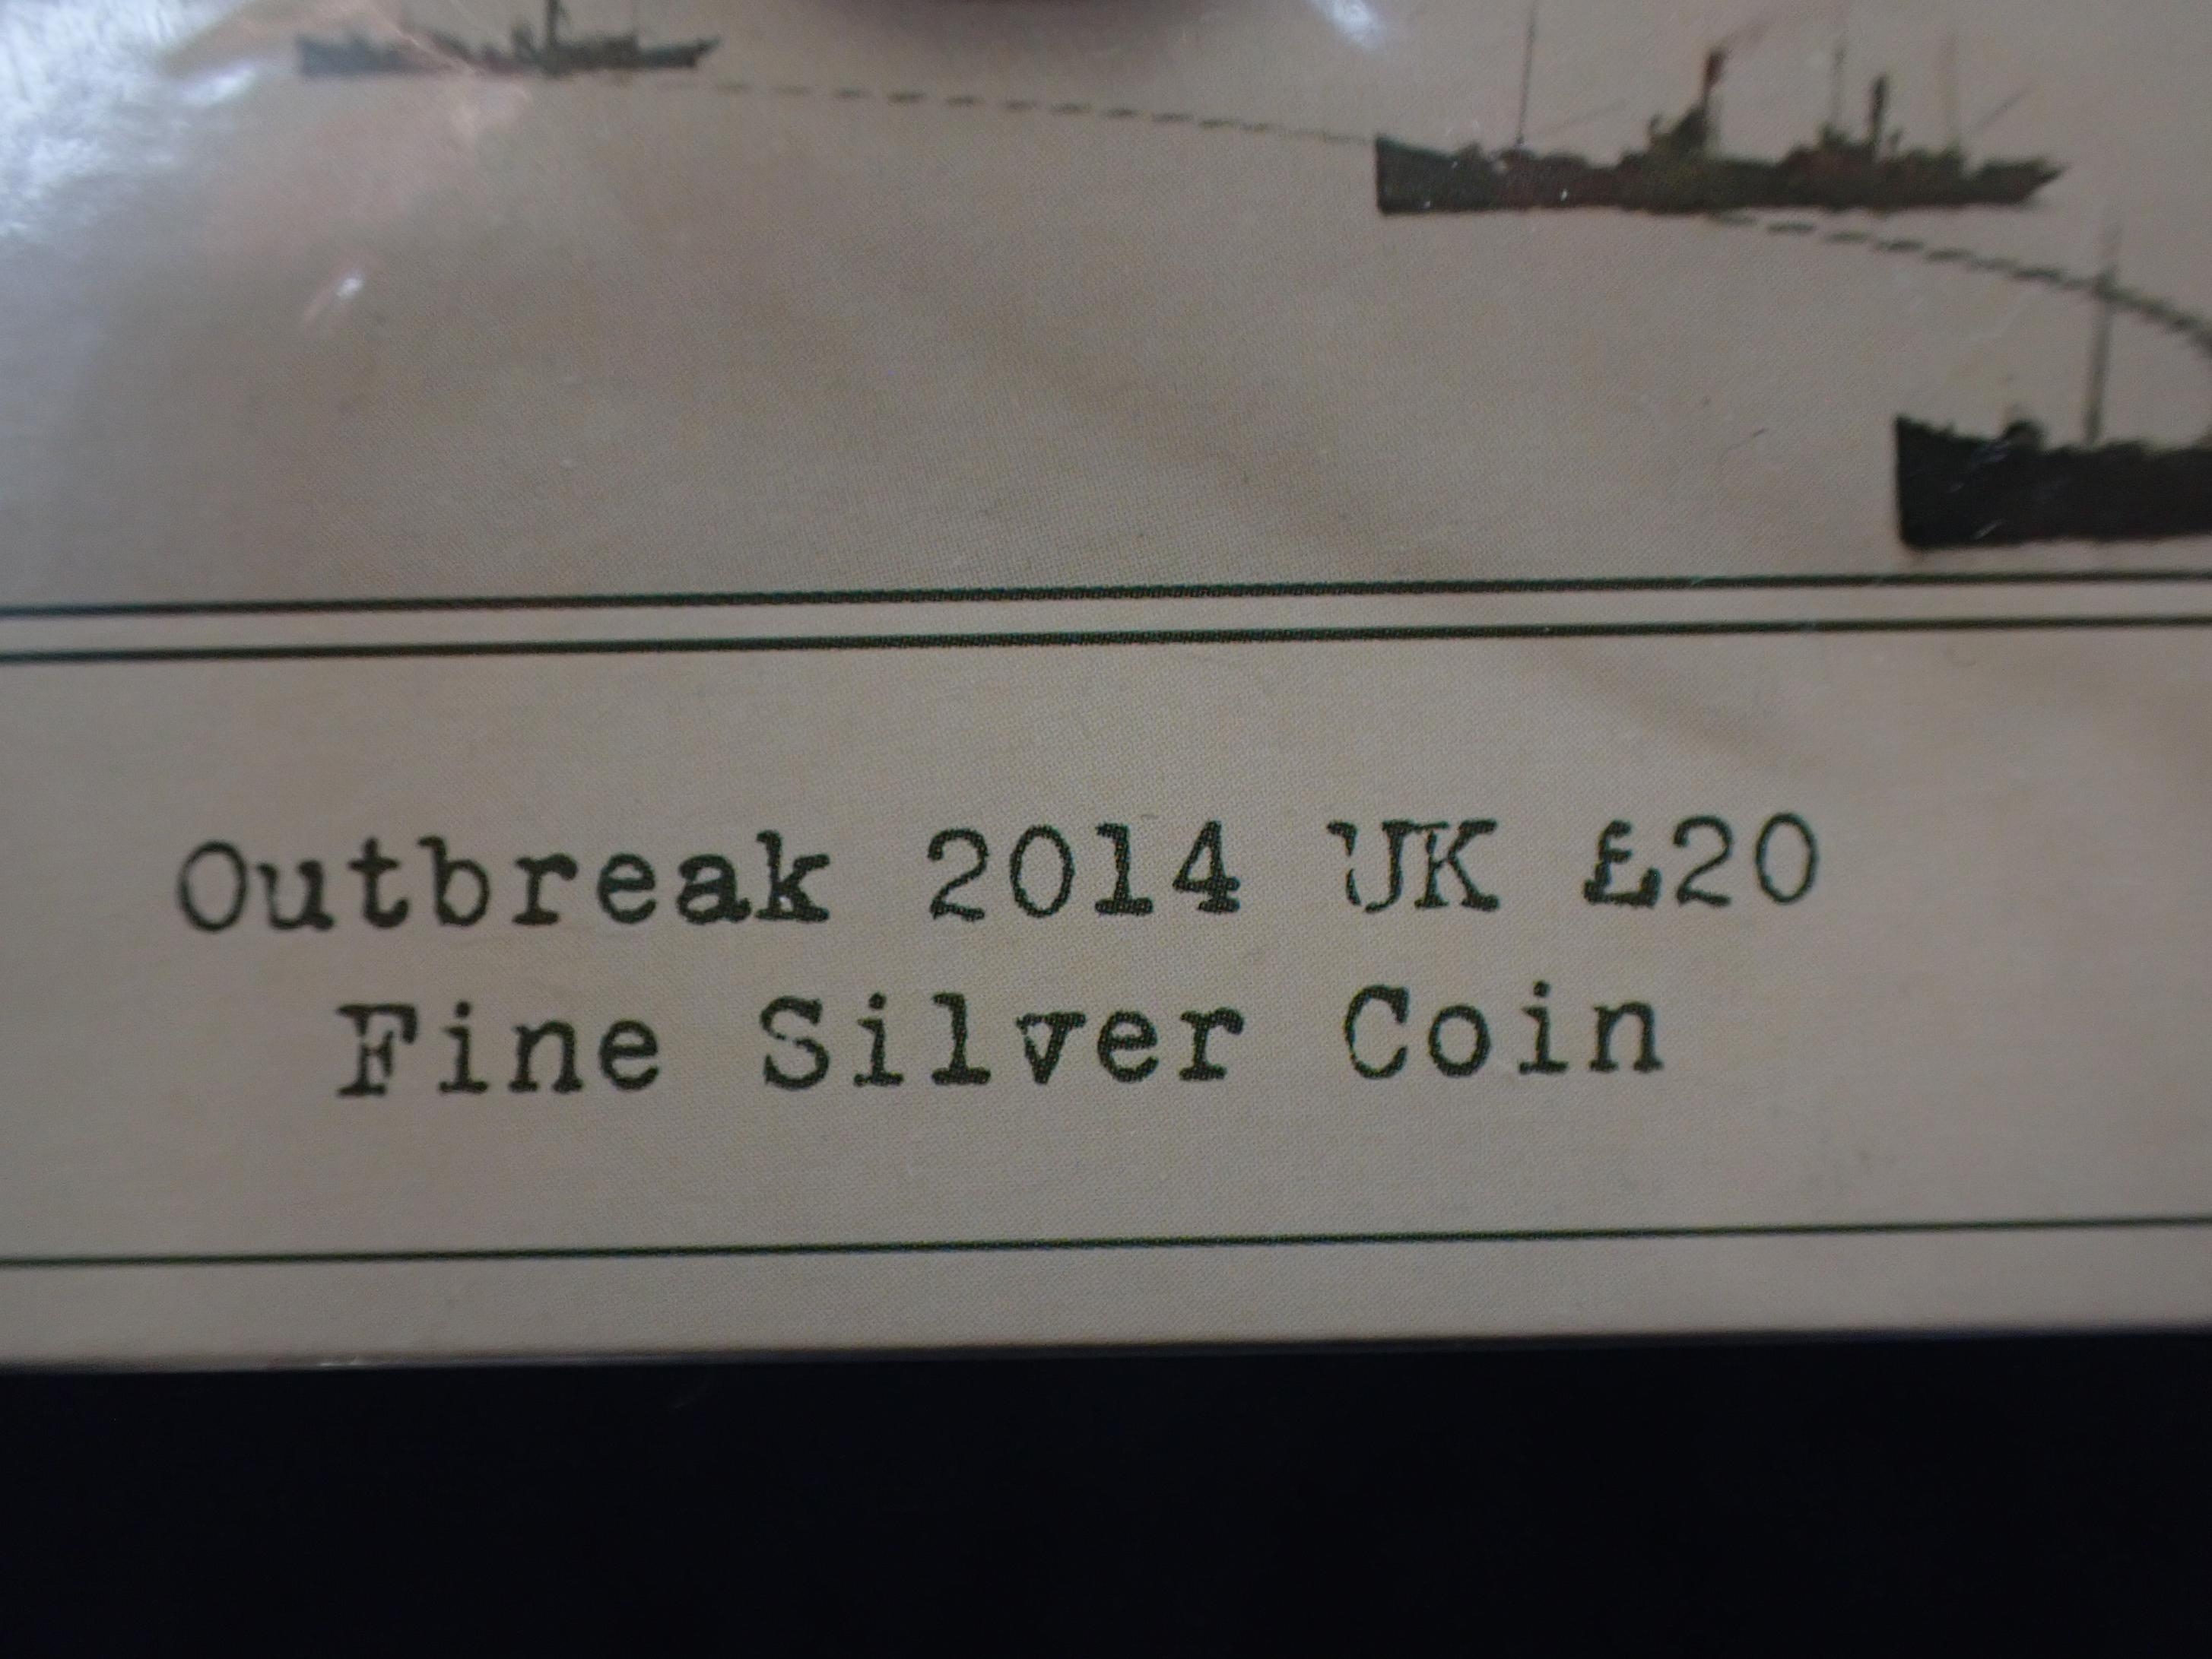 Outbreak 2014 UK £20
Fine Silver Coin